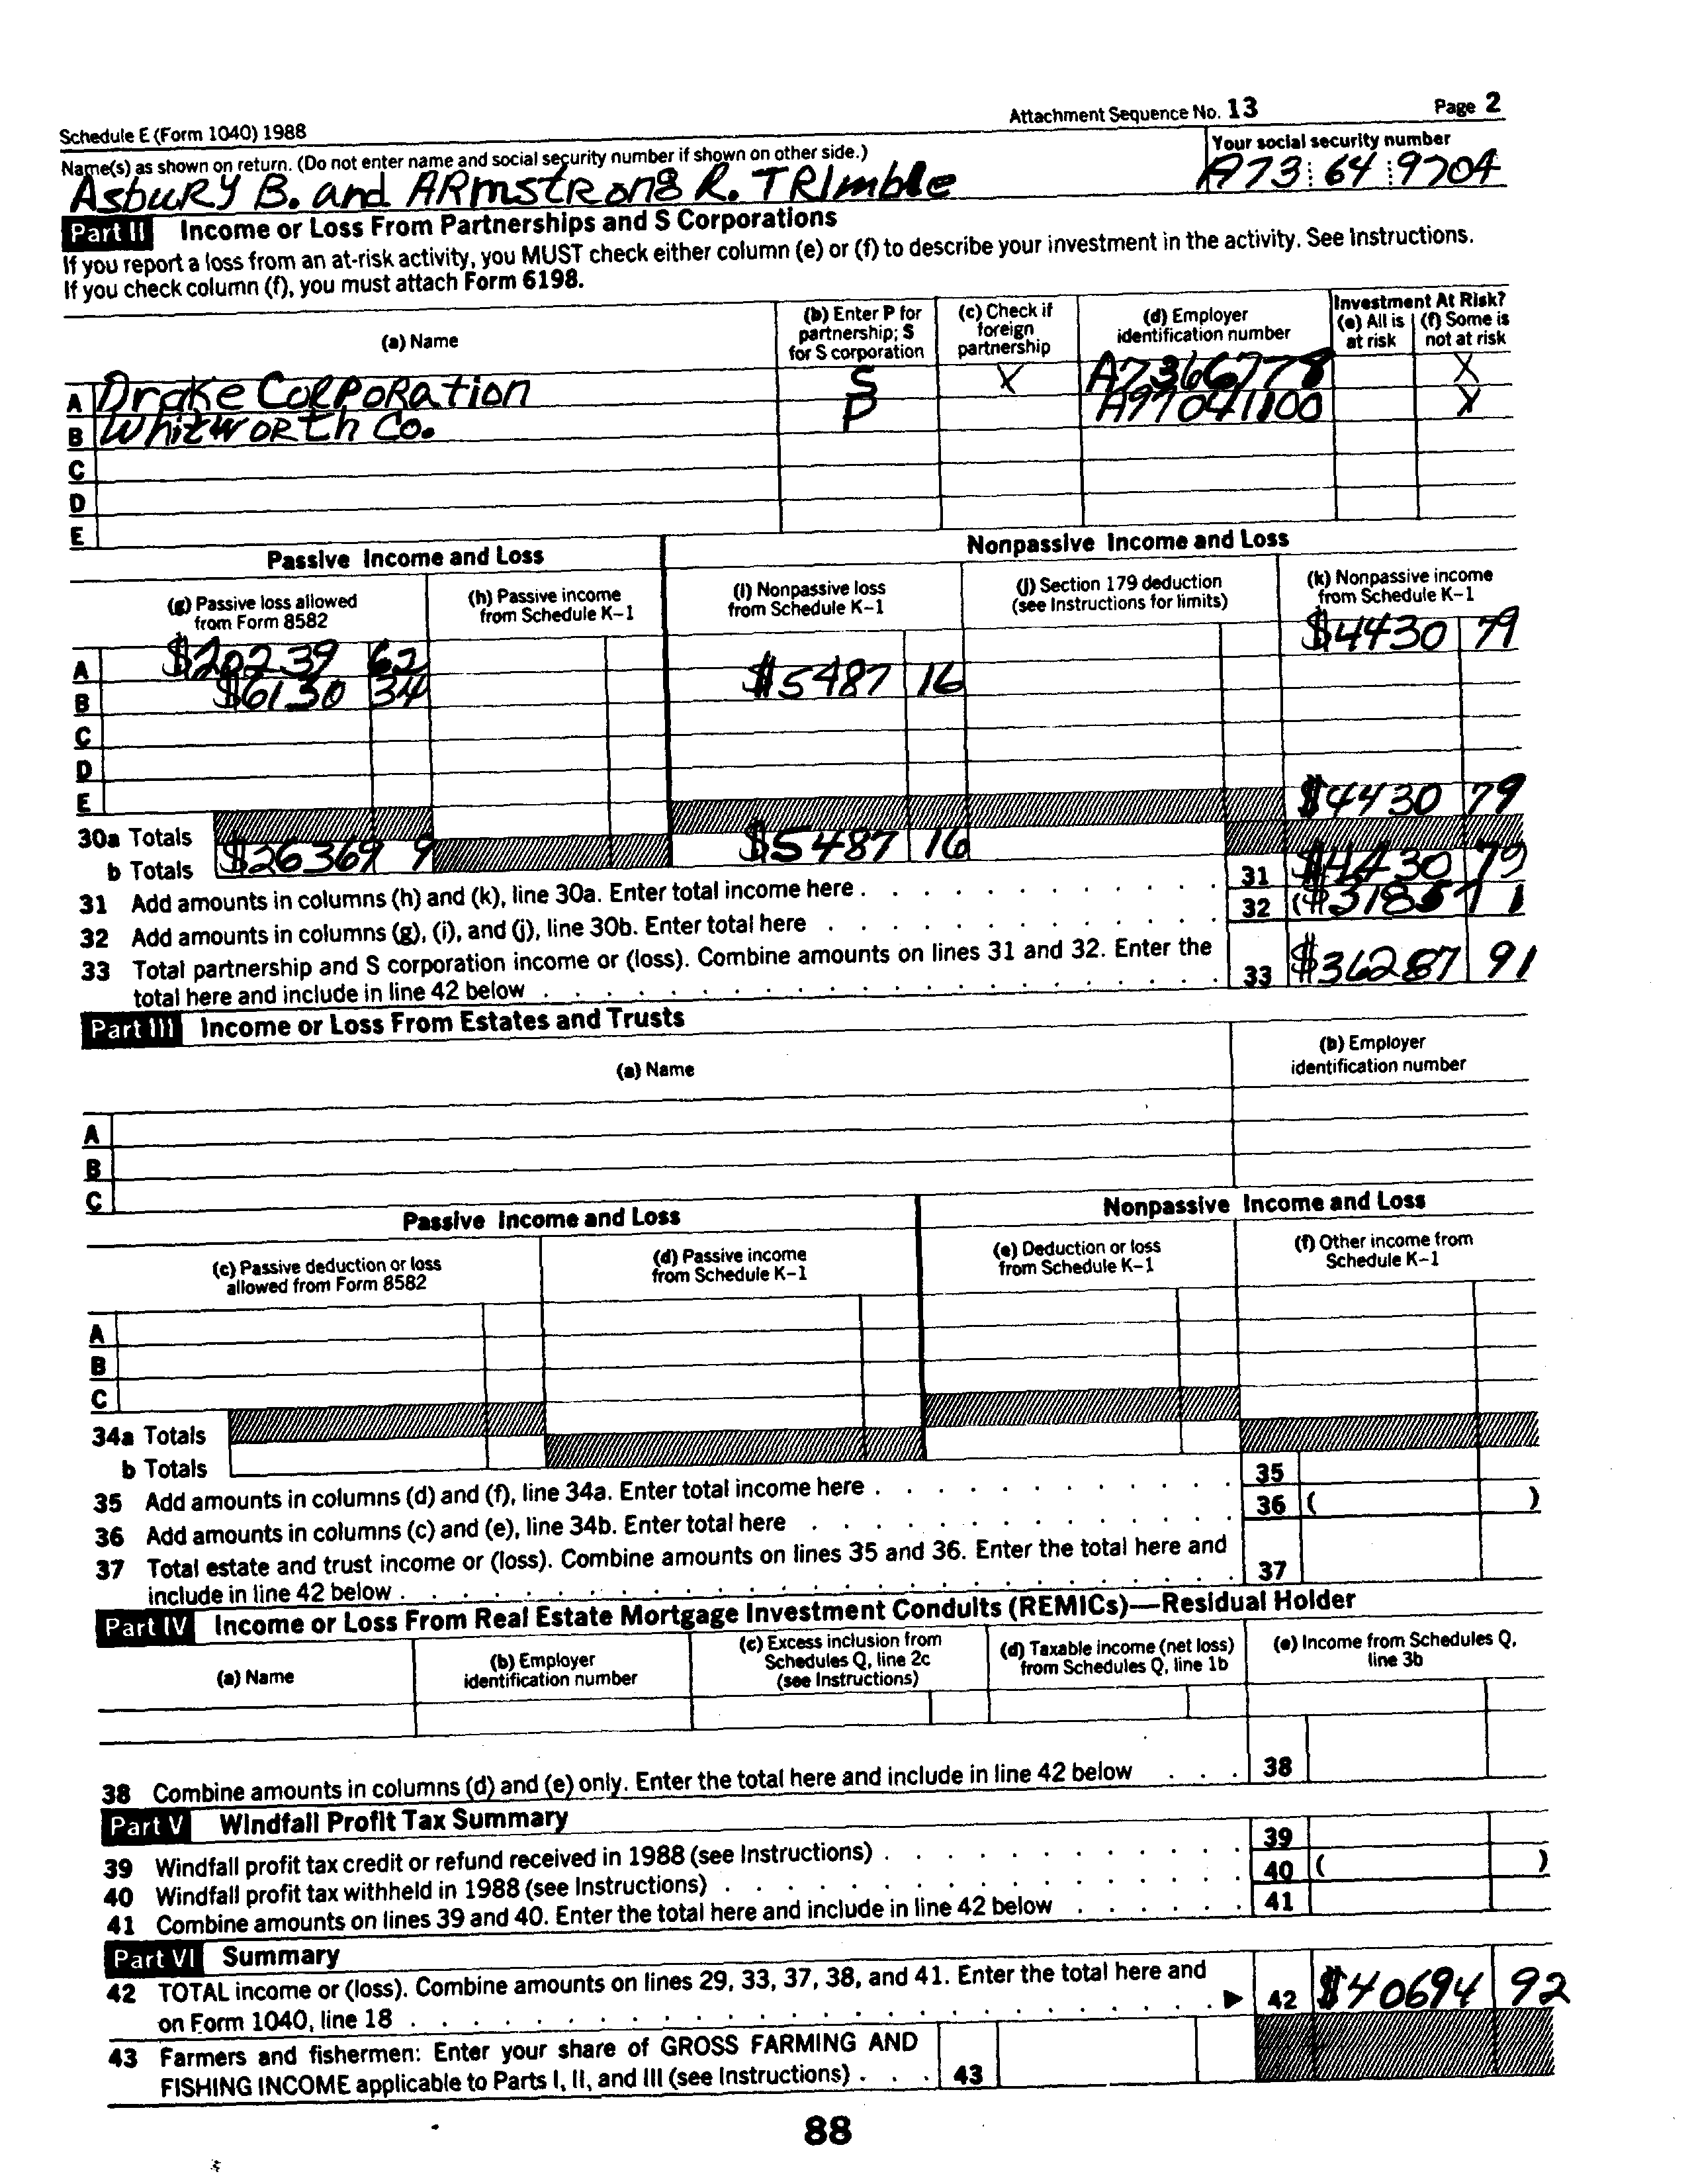 Schedule E (Form 1040) 1988 Attachment Sequence No. 13 Page 2
Name(s) as shown on return. (Do not enter name and social security number if shown on other side.) Your social security number
Asbury B. and Armstrong R. Trimble A73 64 9704
Part II Income or Loss From Partnerships and S Corporations
If you report a loss from an at-risk activity, you MUST check either column (e) or (f) to describe your investment in the activity. See Instructions.
If you check column (f), you must attach Form 6198.
(a) Name
(b) Enter P for partnership; S for S corporation
(c) Check if foreign partnership
(d) Employer identification number
Investment At Risk?
(e) All is at risk
(f) Some is not at risk
A Drake Corporation S X A7366778 X
B Whitworth Co. P A97041100 X
C
D
E
Passive Income and Loss Nonpassive Income and Loss
(g) Passive loss allowed from Form 8582
(h) Passive income from Schedule K-1
(i) Nonpassive loss from Schedule K-1
(j) Section 179 deduction (see Instructions for limits)
(k) Nonpassive income from Schedule K-1
A $20239 62 $4430 79
B $6130 34 $5487 16
C
D
E
30a Totals $4430 79
b Totals $26369 9 $5487 16
31 Add amounts in columns (h) and (k), line 30a. Enter total income here 31 $4430 79
32 Add amounts in columns (g), (i), and (j), line 30b. Enter total here 32 ($31857 1
33 Total partnership and S corporation income or (loss). Combine amounts on lines 31 and 32. Enter the
total here and include in line 42 below 33 $36287 91
Part III Income or Loss From Estates and Trusts
(a) Name
(b) Employer identification number
A
B
C
Passive Income and Loss Nonpassive Income and Loss
(c) Passive deduction or loss allowed from Form 8582
(d) Passive income from Schedule K-1
(e) Deduction or loss from Schedule K-1
(f) Other income from Schedule K-1
A
B
C
34a Totals
b Totals
35 Add amounts in columns (d) and (f), line 34a. Enter total income here 35
36 Add amounts in columns (c) and (e), line 34b. Enter total here 36 ( )
37 Total estate and trust income or (loss). Combine amounts on lines 35 and 36. Enter the total here and
include in line 42 below 37
Part IV Income or Loss From Real Estate Mortgage Investment Conduits (REMICs)—Residual Holder
(a) Name
(b) Employer identification number
(c) Excess inclusion from Schedules Q, line 2c (see Instructions)
(d) Taxable income (net loss) from Schedules Q, line 1b
(e) Income from Schedules Q, line 3b
38 Combine amounts in columns (d) and (e) only. Enter the total here and include in line 42 below 38
Part V Windfall Profit Tax Summary
39 Windfall profit tax credit or refund received in 1988 (see Instructions) 39
40 Windfall profit tax withheld in 1988 (see Instructions) 40 ( )
41 Combine amounts on lines 39 and 40. Enter the total here and include in line 42 below 41
Part VI Summary
42 TOTAL income or (loss). Combine amounts on lines 29, 33, 37, 38, and 41. Enter the total here and
on Form 1040, line 18 ▶ 42 $40694 92
43 Farmers and fishermen: Enter your share of GROSS FARMING AND
FISHING INCOME applicable to Parts I, II, and III (see Instructions) 43
88